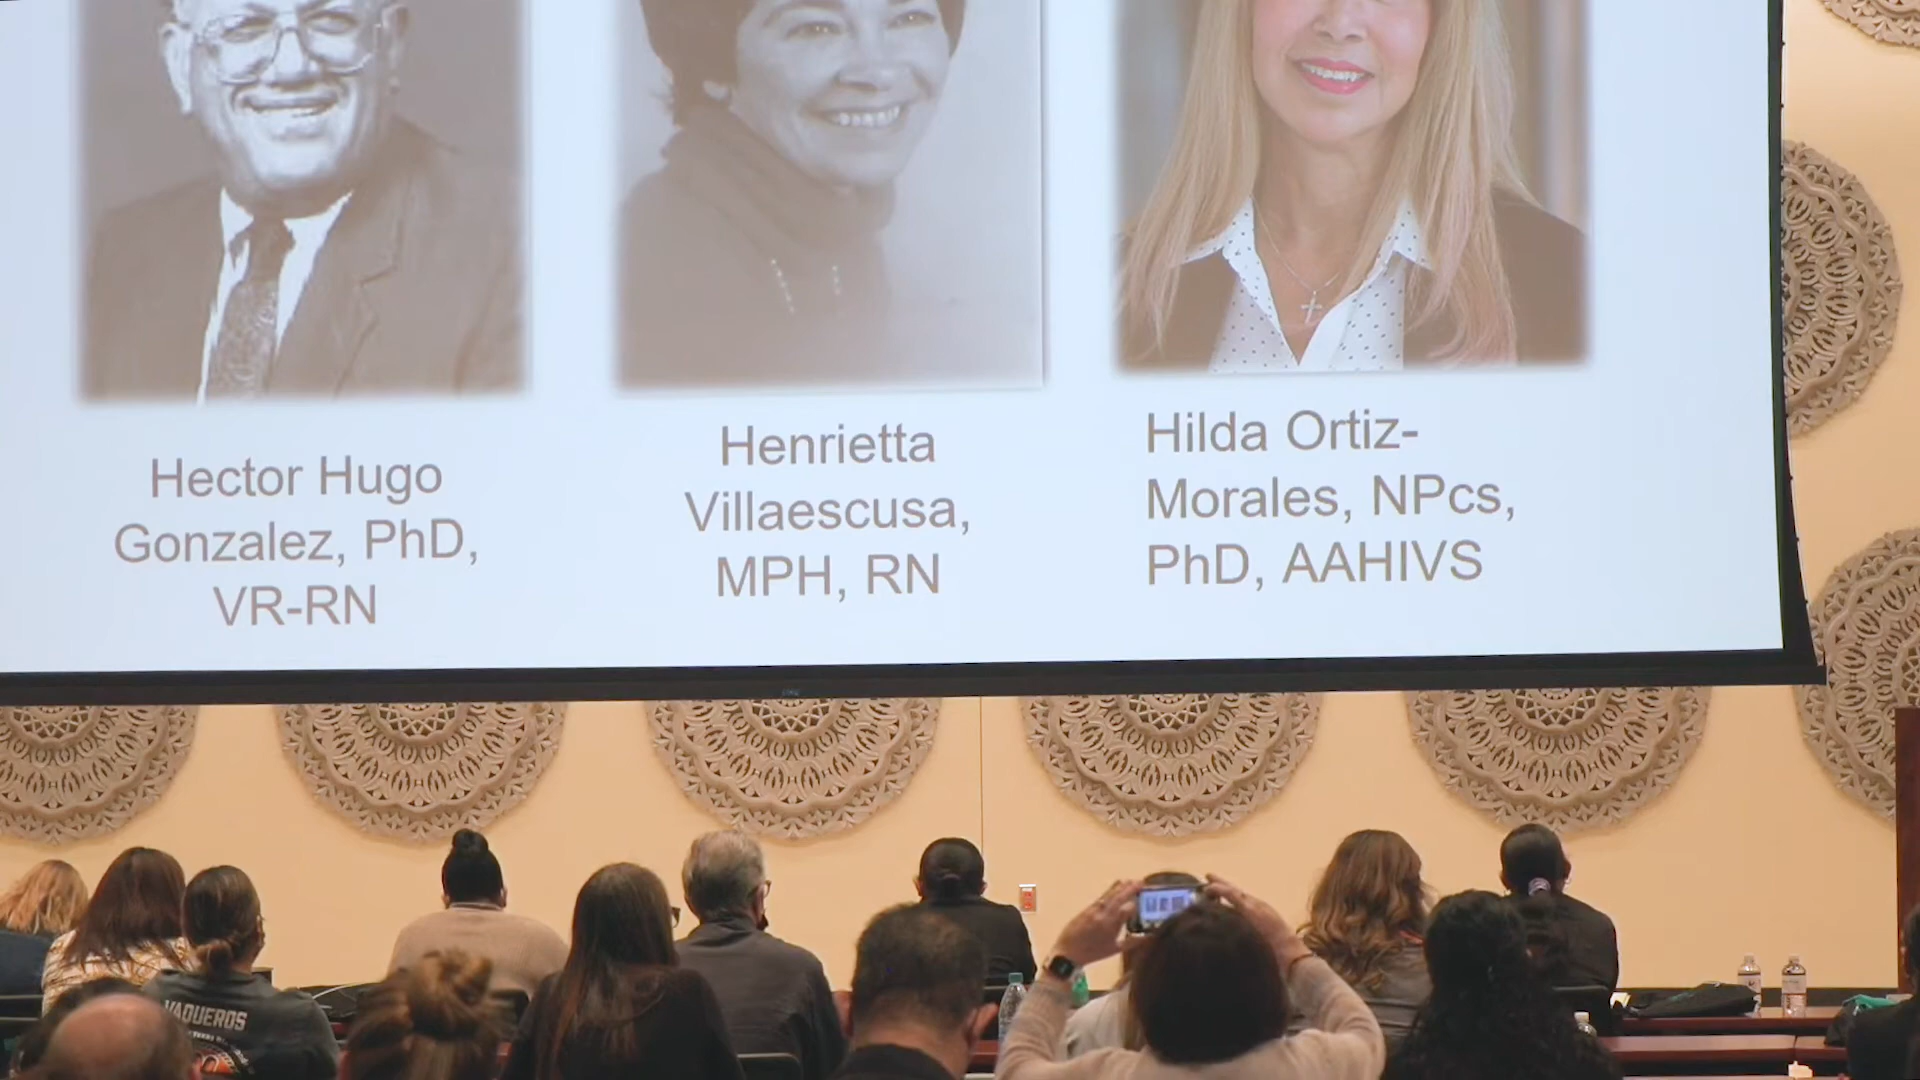 Hector Hugo
Gonzalez, PhD,
VR-RN
Henrietta
Villaescusa,
MPH, RN
Hilda Ortiz-
Morales, NPcs,
PhD, AAHIVS
VAQUEROS